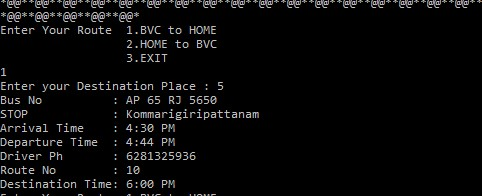 *@@**@@**@@**@@**@@**@@**@@**@@**@@**@@**@@**@@**@@**@@**@@**@@**@@**
*@@**@@**@@**@@**@@*
Enter Your Route  1.BVC to HOME
                  2.HOME to BVC
                  3.EXIT
1
Enter your Destination Place : 5
Bus No          : AP 65 RJ 5650
STOP            : Kommarigiripattanam
Arrival Time    : 4:30 PM
Departure Time  : 4:44 PM
Driver Ph       : 6281325936
Route No        : 10
Destination Time: 6:00 PM
Enter Your Route  1.BVC to HOME